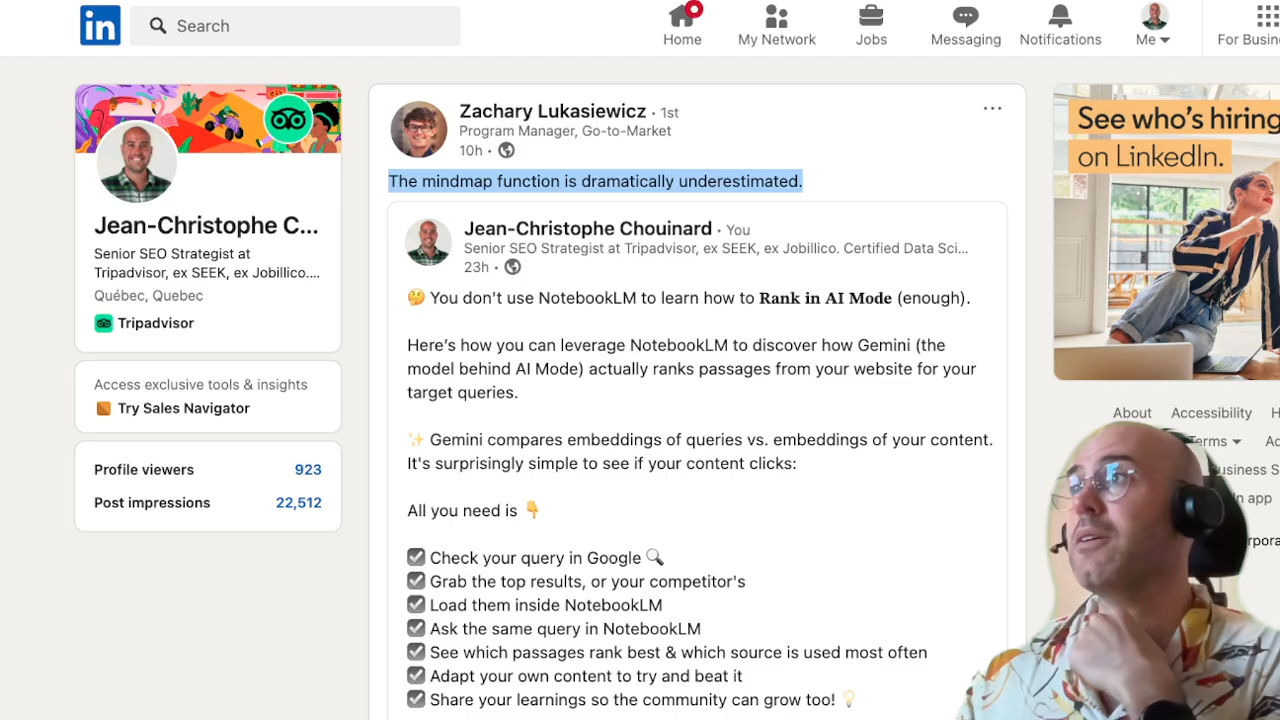 in
Search
Home
My Network
Jobs
Messaging
Notifications
Me
For Busin
Jean-Christophe C...
Senior SEO Strategist at
Tripadvisor, ex SEEK, ex Jobillico....
Québec, Quebec
Tripadvisor
Access exclusive tools & insights
Try Sales Navigator
Profile viewers 923
Post impressions 22,512
Zachary Lukasiewicz · 1st
Program Manager, Go-to-Market
10h ·
The mindmap function is dramatically underestimated.
Jean-Christophe Chouinard · You
Senior SEO Strategist at Tripadvisor, ex SEEK, ex Jobillico. Certified Data Sci...
23h ·
🤔 You don't use NotebookLM to learn how to Rank in AI Mode (enough).
Here's how you can leverage NotebookLM to discover how Gemini (the
model behind AI Mode) actually ranks passages from your website for your
target queries.
✨ Gemini compares embeddings of queries vs. embeddings of your content.
It's surprisingly simple to see if your content clicks:
All you need is 👇
☑ Check your query in Google 🔍
☑ Grab the top results, or your competitor's
☑ Load them inside NotebookLM
☑ Ask the same query in NotebookLM
☑ See which passages rank best & which source is used most often
☑ Adapt your own content to try and beat it
☑ Share your learnings so the community can grow too! 💡
See who's hiring
on LinkedIn.
About
Accessibility
Terms
usiness S
app